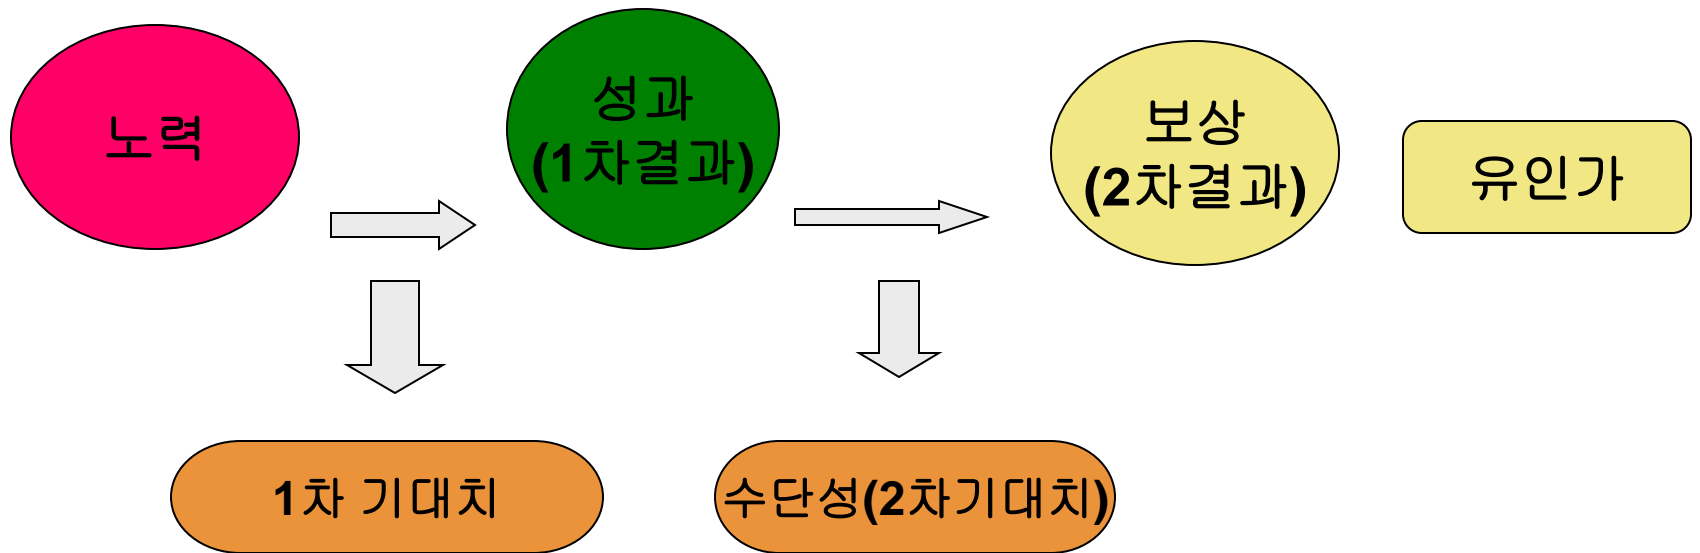 노력
성과
(1차결과)
보상
(2차결과)
유인가
1차 기대치
수단성(2차기대치)